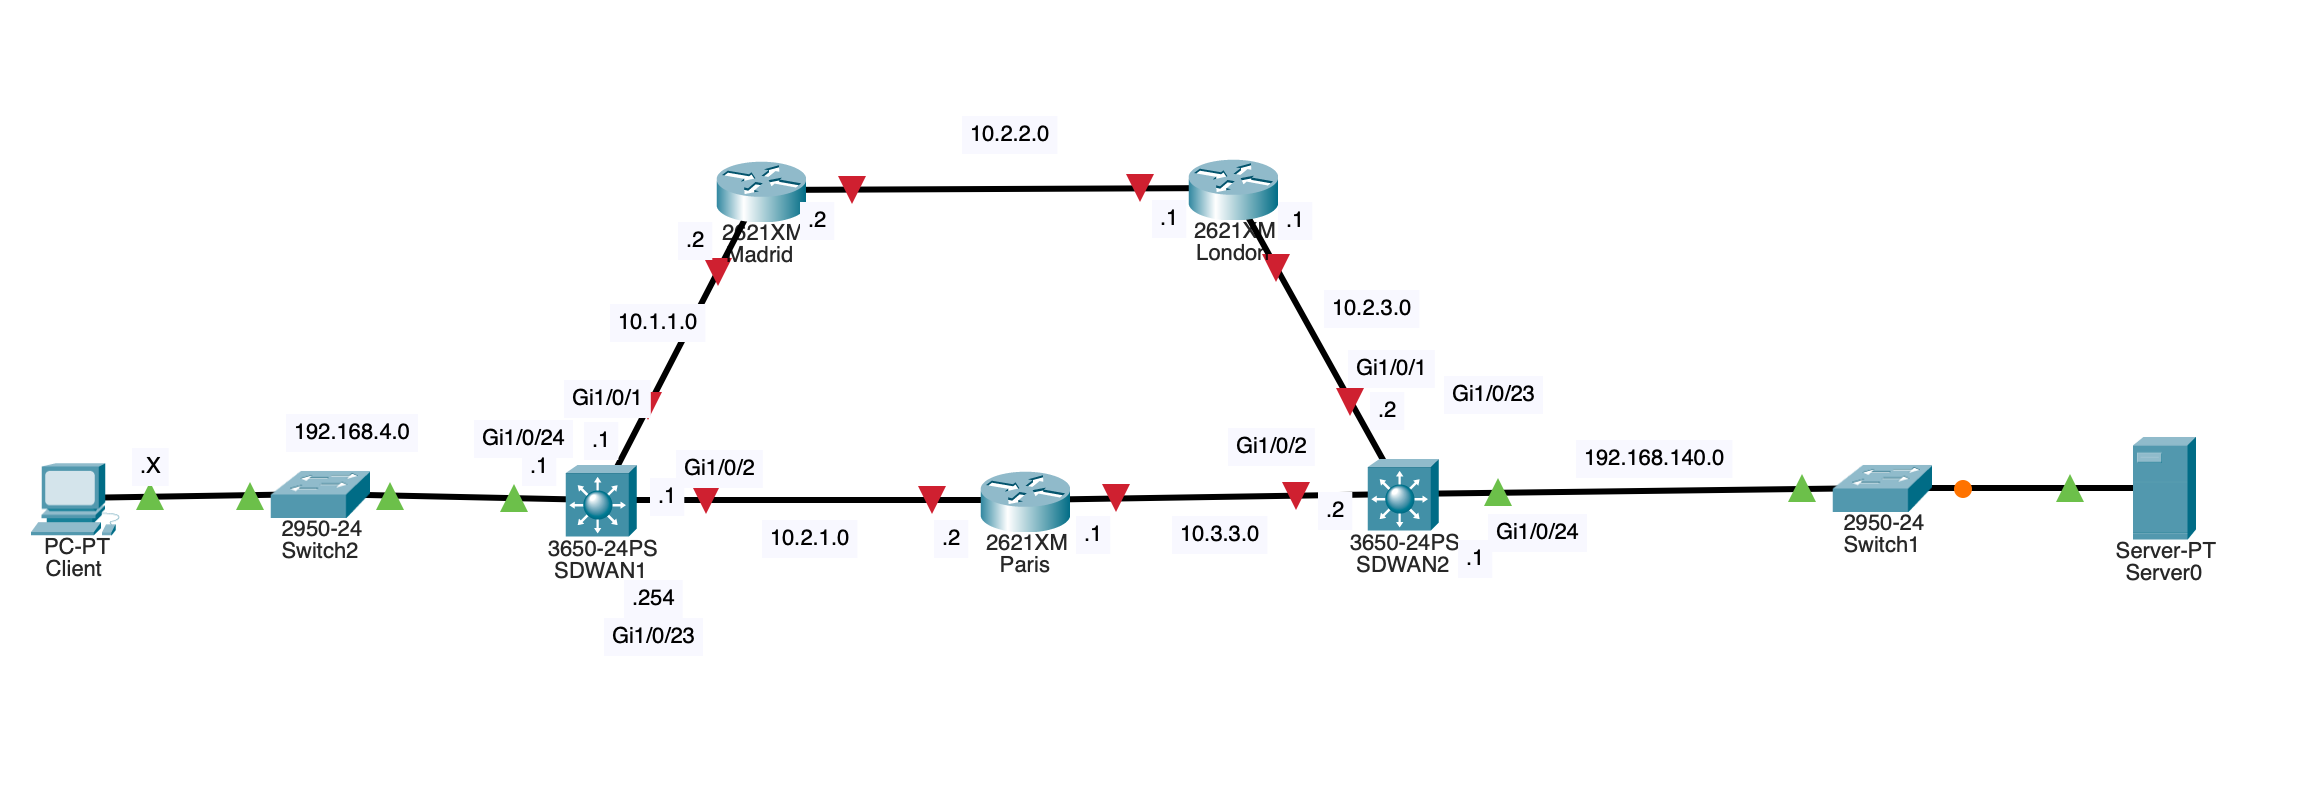 10.2.2.0
.2
2621XM
Madrid
.2
.1
2621XM
London
.1
10.1.1.0
10.2.3.0
Gi1/0/1
Gi1/0/1
.2
Gi1/0/23
192.168.4.0
Gi1/0/24
.1
.1
Gi1/0/2
Gi1/0/2
192.168.140.0
.X
.1
.2
PC-PT
Client
2950-24
Switch2
3650-24PS
SDWAN1
10.2.1.0
.2
2621XM
Paris
.1
10.3.3.0
3650-24PS
SDWAN2
.1
Gi1/0/24
2950-24
Switch1
Server-PT
Server0
.254
Gi1/0/23